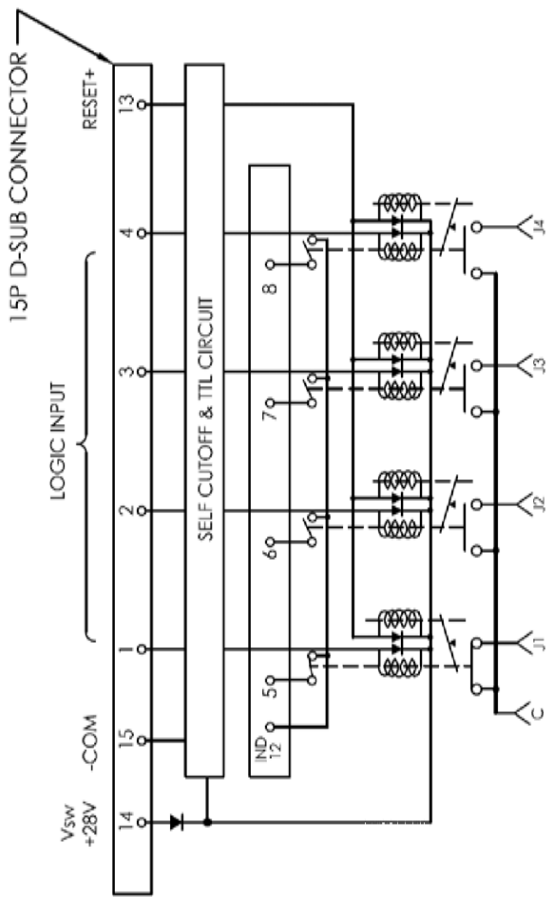 15P D-SUB CONNECTOR
LOGIC INPUT
Vsw
+28V
-COM
RESET+
14
15
1
2
3
4
13
SELF CUTOFF & TTL CIRCUIT
IND
12
5
6
7
8
C
J1
J2
J3
J4